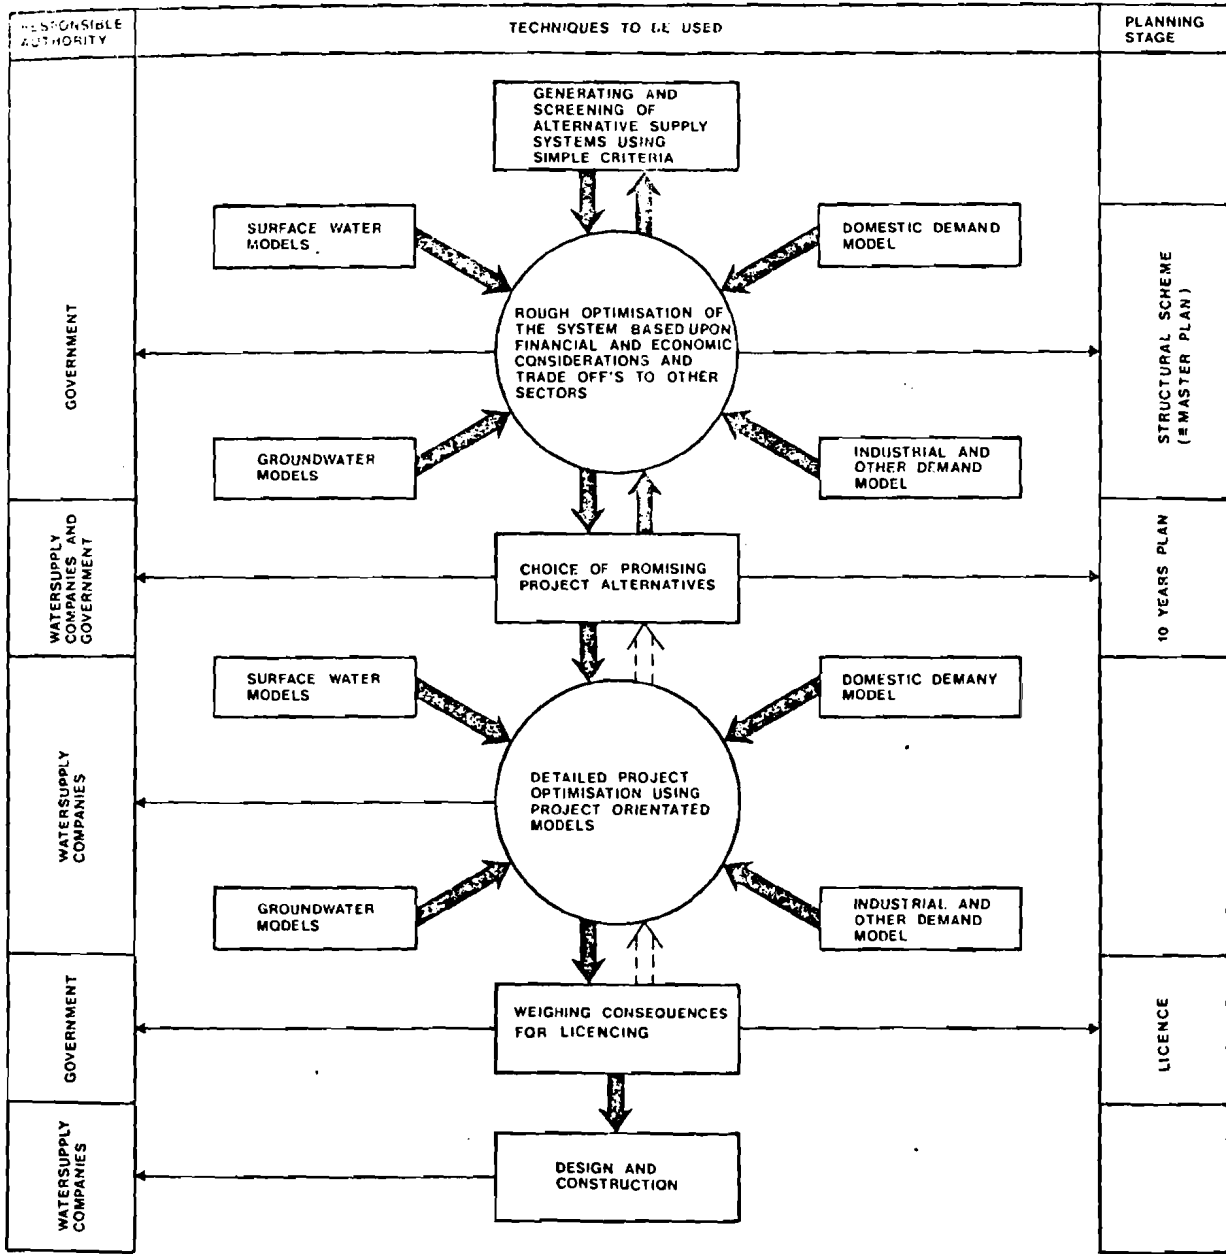 RESPONSIBLE
AUTHORITY
TECHNIQUES TO BE USED
PLANNING
STAGE
GENERATING AND
SCREENING OF
ALTERNATIVE SUPPLY
SYSTEMS USING
SIMPLE CRITERIA
SURFACE WATER
MODELS
DOMESTIC DEMAND
MODEL
ROUGH OPTIMISATION OF
THE SYSTEM BASED UPON
FINANCIAL AND ECONOMIC
CONSIDERATIONS AND
TRADE OFF'S TO OTHER
SECTORS
GOVERNMENT
STRUCTURAL SCHEME
(≡MASTER PLAN)
GROUNDWATER
MODELS
INDUSTRIAL AND
OTHER DEMAND
MODEL
WATERSUPPLY
COMPANIES AND
GOVERNMENT
CHOICE OF PROMISING
PROJECT ALTERNATIVES
10 YEARS PLAN
SURFACE WATER
MODELS
DOMESTIC DEMANY
MODEL
WATERSUPPLY
COMPANIES
DETAILED PROJECT
OPTIMISATION USING
PROJECT ORIENTATED
MODELS
GROUNDWATER
MODELS
INDUSTRIAL AND
OTHER DEMAND
MODEL
GOVERNMENT
WEIGHING CONSEQUENCES
FOR LICENCING
LICENCE
WATERSUPPLY
COMPANIES
DESIGN AND
CONSTRUCTION